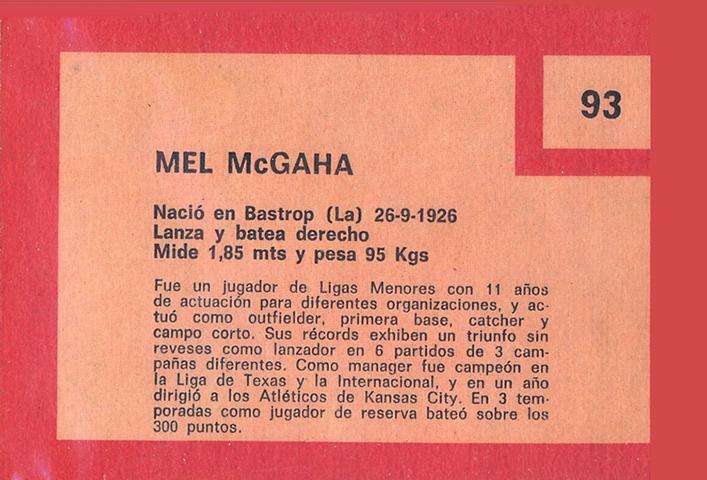 93
MEL McGAHA
Nació en Bastrop (La) 26-9-1926
Lanza y batea derecho
Mide 1,85 mts y pesa 95 Kgs
Fue un jugador de Ligas Menores con 11 años
de actuación para diferentes organizaciones, y ac-
tuó como outfielder, primera base, catcher y
campo corto. Sus récords exhiben un triunfo sin
reveses como lanzador en 6 partidos de 3 cam-
pañas diferentes. Como manager fue campeón en
la Liga de Texas y la Internacional, y en un año
dirigió a los Atléticos de Kansas City. En 3 tem-
poradas como jugador de reserva bateó sobre los
300 puntos.